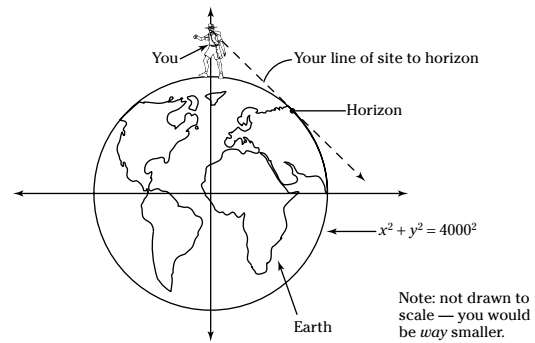 You
Your line of site to horizon
Horizon
x² + y² = 4000²
Note: not drawn to
scale — you would
be way smaller.
Earth